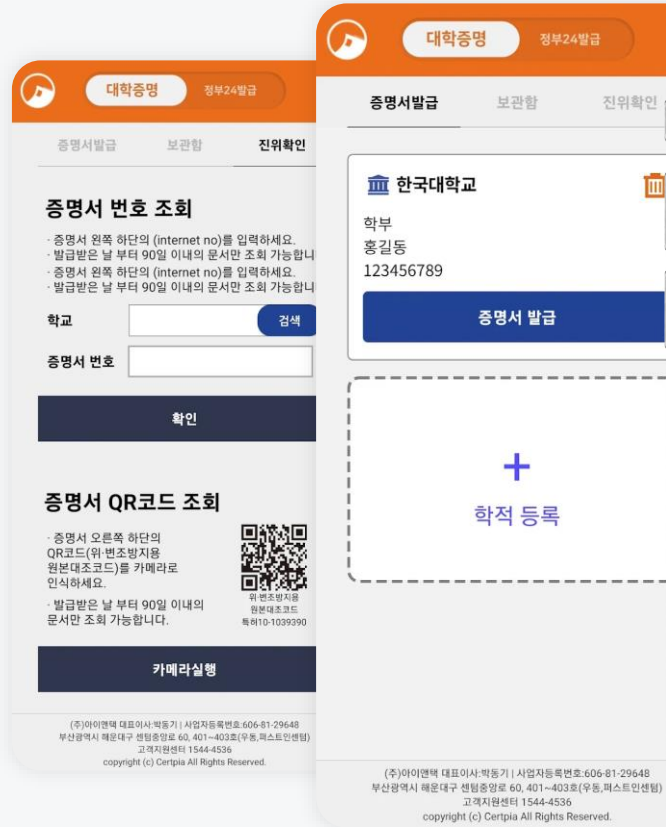 대학증명
정부24발급
증명서발급
보관함
진위확인
증명서 번호 조회
· 증명서 왼쪽 하단의 (internet no)를 입력하세요.
· 발급받은 날 부터 90일 이내의 문서만 조회 가능합니
· 증명서 왼쪽 하단의 (internet no)를 입력하세요.
· 발급받은 날 부터 90일 이내의 문서만 조회 가능합니
학교
검색
증명서 번호
확인
증명서 QR코드 조회
· 증명서 오른쪽 하단의
QR코드(위·변조방지용
원본대조코드)를 카메라로
인식하세요.
· 발급받은 날 부터 90일 이내의
문서만 조회 가능합니다.
위·변조방지용
원본대조코드
특허10-1039390
카메라실행
(주)아이앤택 대표이사:박동기 | 사업자등록번호:606-81-29648
부산광역시 해운대구 센텀중앙로 60, 401~403호(우동,퍼스트인센텀)
고객지원센터 1544-4536
copyright (c) Certpia All Rights Reserved.
대학증명
정부24발급
증명서발급
보관함
진위확인
한국대학교
학부
홍길동
123456789
증명서 발급
+
학적 등록
(주)아이앤택 대표이사:박동기 | 사업자등록번호:606-81-29648
부산광역시 해운대구 센텀중앙로 60, 401~403호(우동,퍼스트인센텀)
고객지원센터 1544-4536
copyright (c) Certpia All Rights Reserved.